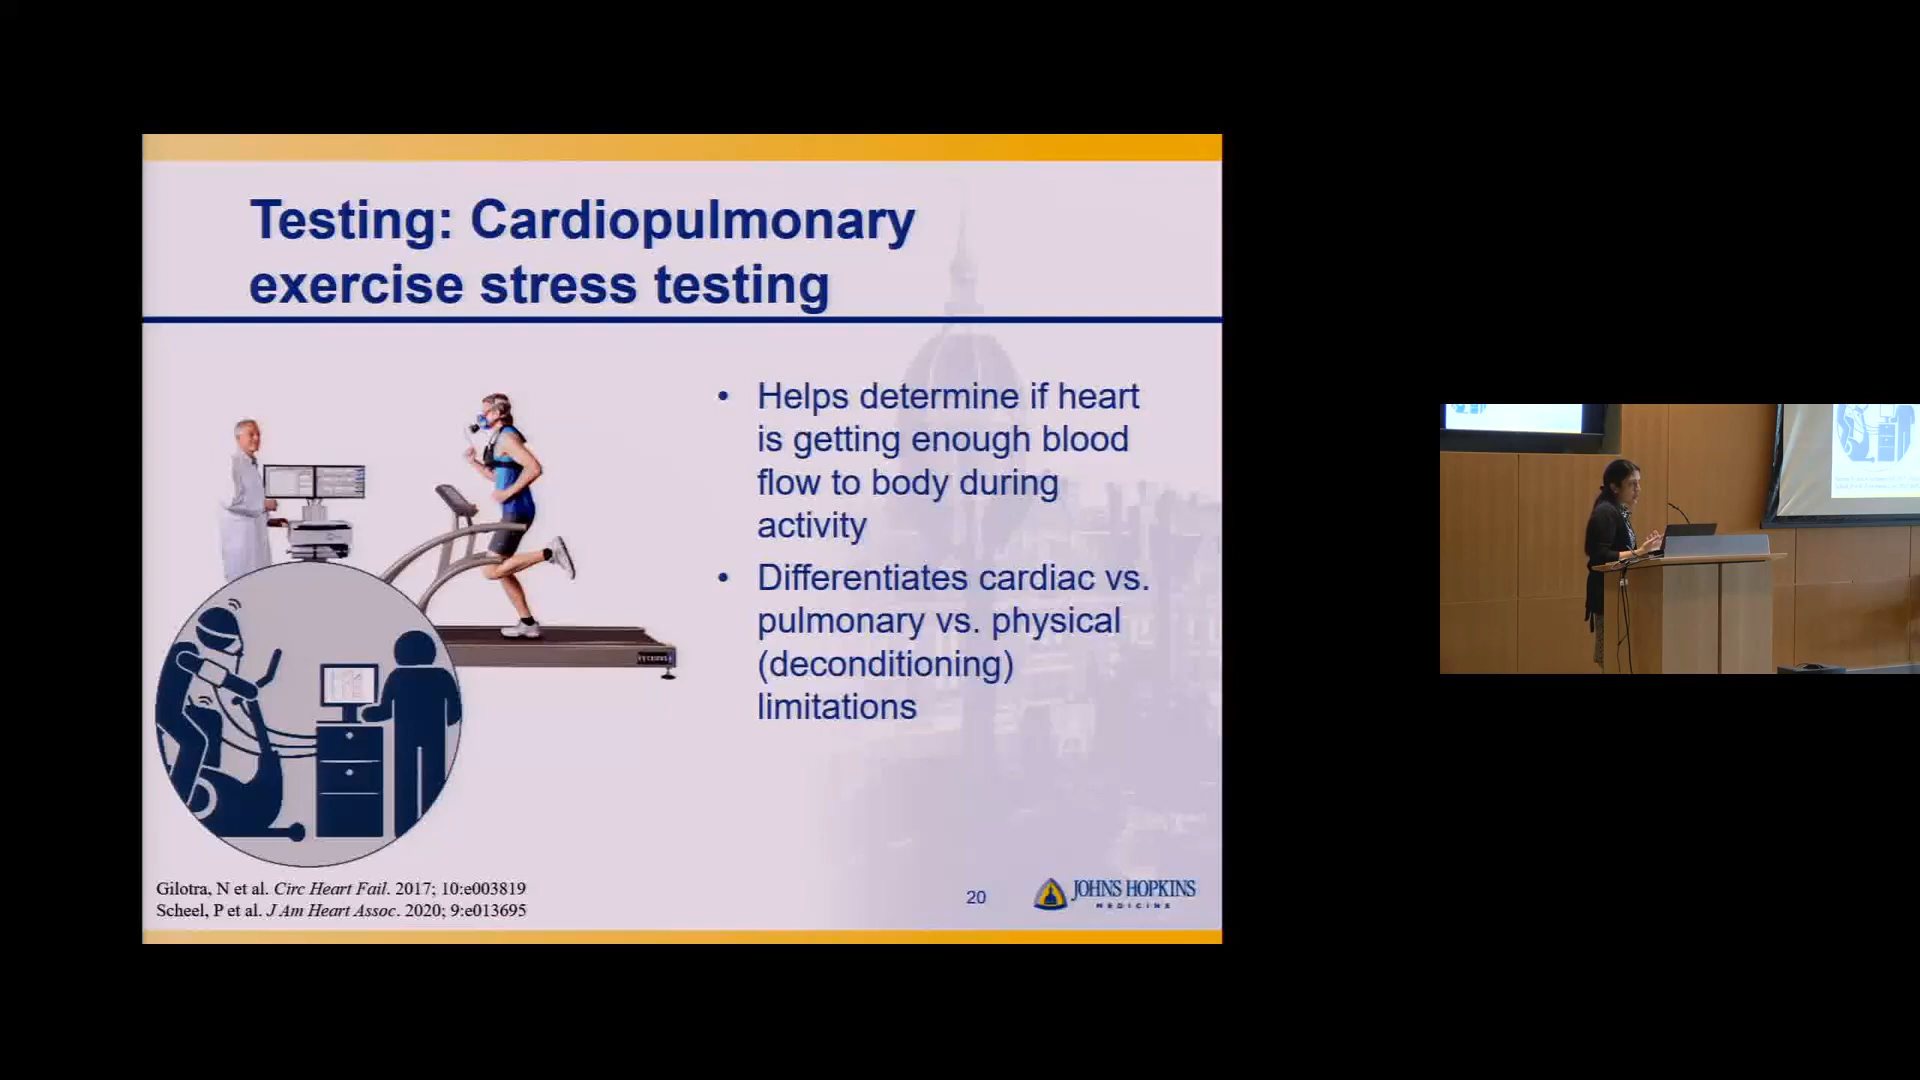 Testing: Cardiopulmonary
exercise stress testing
• Helps determine if heart
is getting enough blood
flow to body during
activity
• Differentiates cardiac vs.
pulmonary vs. physical
(deconditioning)
limitations
Gilotra, N et al. Circ Heart Fail. 2017; 10:e003819
Scheel, P et al. J Am Heart Assoc. 2020; 9:e013695
20
JOHNS HOPKINS
MEDICINE